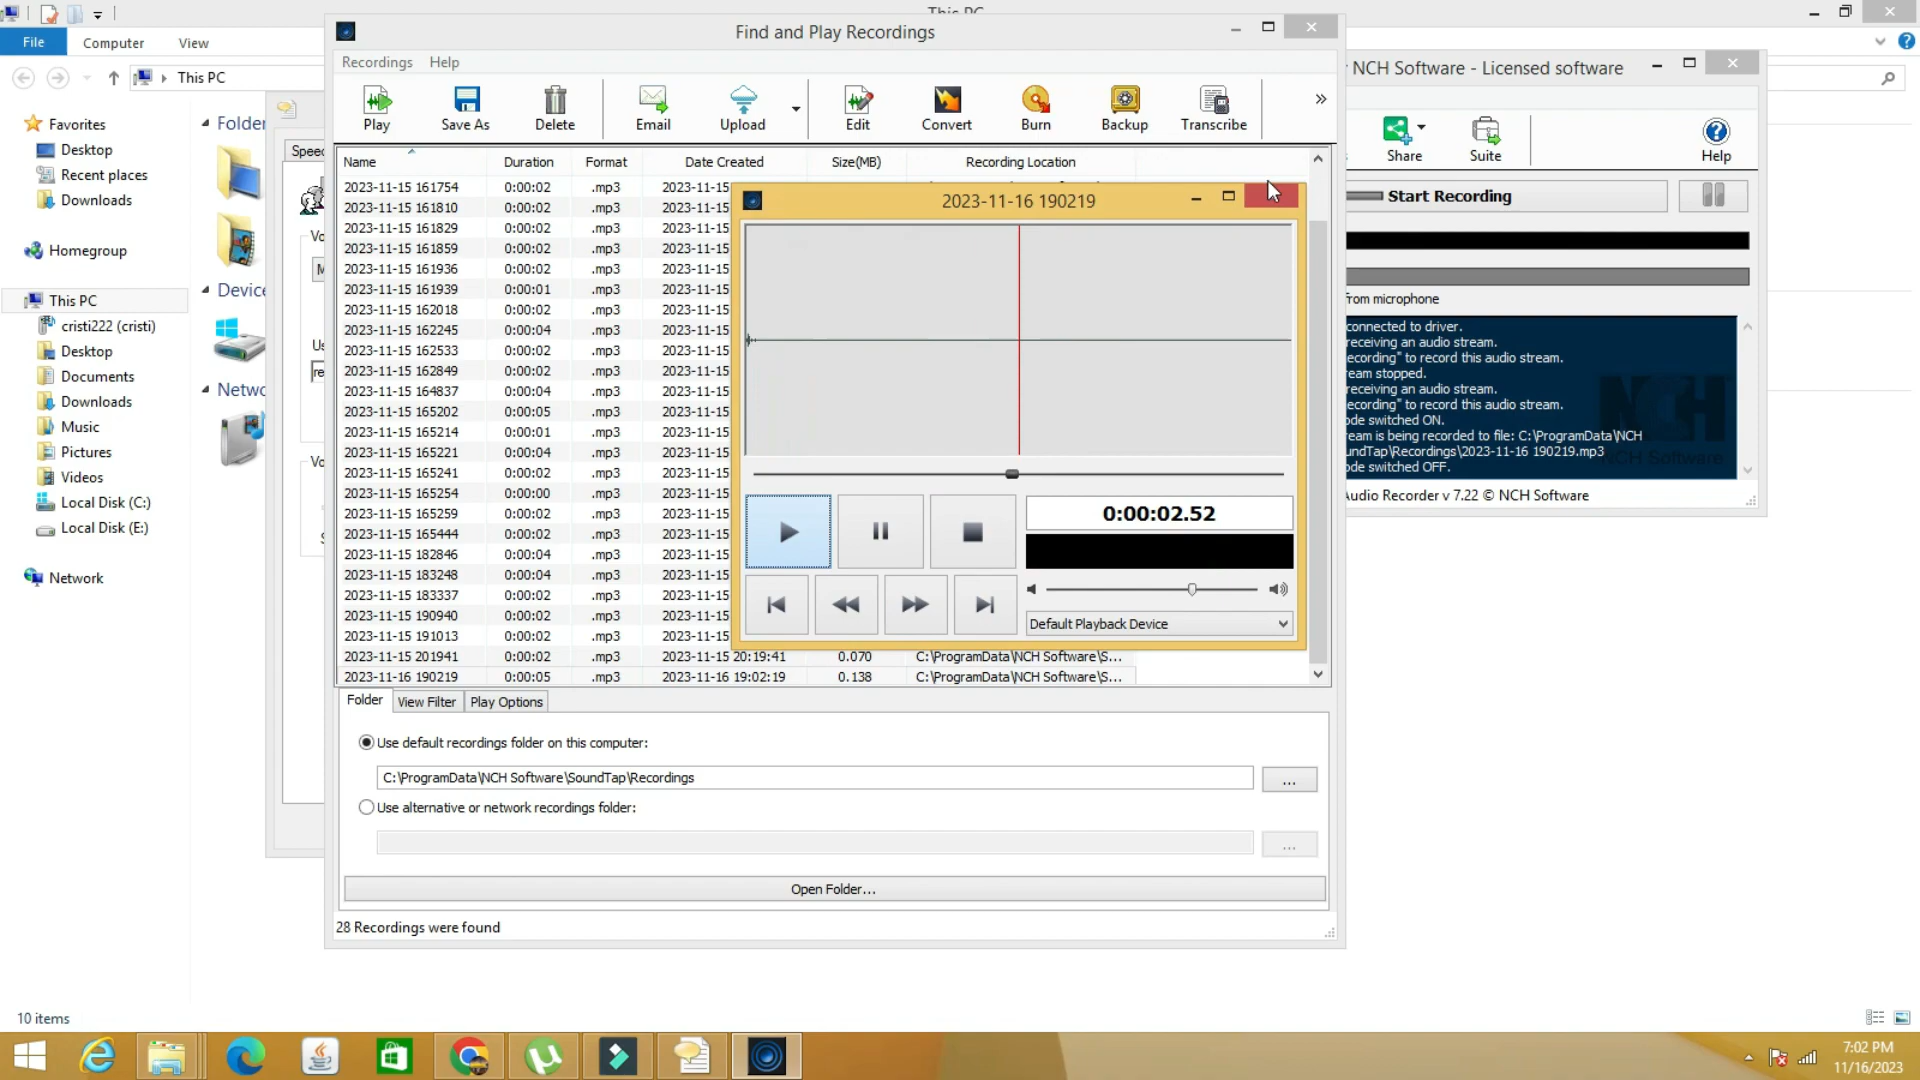 This PC
File
Computer
View
This PC
Favorites
Desktop
Recent places
Downloads
Homegroup
This PC
cristi222 (cristi)
Desktop
Documents
Downloads
Music
Pictures
Videos
Local Disk (C:)
Local Disk (E:)
Network
10 items
Find and Play Recordings
Recordings Help
Play Save As Delete Email Upload Edit Convert Burn Backup Transcribe
Name Duration Format Date Created Size(MB) Recording Location
2023-11-15 161754 0:00:02 .mp3 2023-11-15
2023-11-15 161810 0:00:02 .mp3 2023-11-15
2023-11-15 161829 0:00:02 .mp3 2023-11-15
2023-11-15 161859 0:00:02 .mp3 2023-11-15
2023-11-15 161936 0:00:02 .mp3 2023-11-15
2023-11-15 161939 0:00:01 .mp3 2023-11-15
2023-11-15 162018 0:00:02 .mp3 2023-11-15
2023-11-15 162245 0:00:04 .mp3 2023-11-15
2023-11-15 162533 0:00:02 .mp3 2023-11-15
2023-11-15 162849 0:00:02 .mp3 2023-11-15
2023-11-15 164837 0:00:04 .mp3 2023-11-15
2023-11-15 165202 0:00:05 .mp3 2023-11-15
2023-11-15 165214 0:00:01 .mp3 2023-11-15
2023-11-15 165221 0:00:04 .mp3 2023-11-15
2023-11-15 165241 0:00:02 .mp3 2023-11-15
2023-11-15 165254 0:00:00 .mp3 2023-11-15
2023-11-15 165259 0:00:02 .mp3 2023-11-15
2023-11-15 165444 0:00:02 .mp3 2023-11-15
2023-11-15 182846 0:00:04 .mp3 2023-11-15
2023-11-15 183248 0:00:04 .mp3 2023-11-15
2023-11-15 183337 0:00:02 .mp3 2023-11-15
2023-11-15 190940 0:00:02 .mp3 2023-11-15
2023-11-15 191013 0:00:02 .mp3 2023-11-15
2023-11-15 201941 0:00:02 .mp3 2023-11-15 20:19:41 0.070 C:\ProgramData\NCH Software\S...
2023-11-16 190219 0:00:05 .mp3 2023-11-16 19:02:19 0.138 C:\ProgramData\NCH Software\S...
2023-11-16 190219
0:00:02.52
Default Playback Device
Folder View Filter Play Options
Use default recordings folder on this computer:
C:\ProgramData\NCH Software\SoundTap\Recordings
...
Use alternative or network recordings folder:
...
Open Folder...
28 Recordings were found
NCH Software - Licensed software
Share Suite Help
Start Recording
from microphone
connected to driver.
receiving an audio stream.
ecording" to record this audio stream.
ream stopped.
receiving an audio stream.
ecording" to record this audio stream.
ode switched ON.
ream is being recorded to file: C:\ProgramData\NCH
undTap\Recordings\2023-11-16 190219.mp3
ode switched OFF.
NCH
NCH Software
Audio Recorder v 7.22 © NCH Software
7:02 PM
11/16/2023